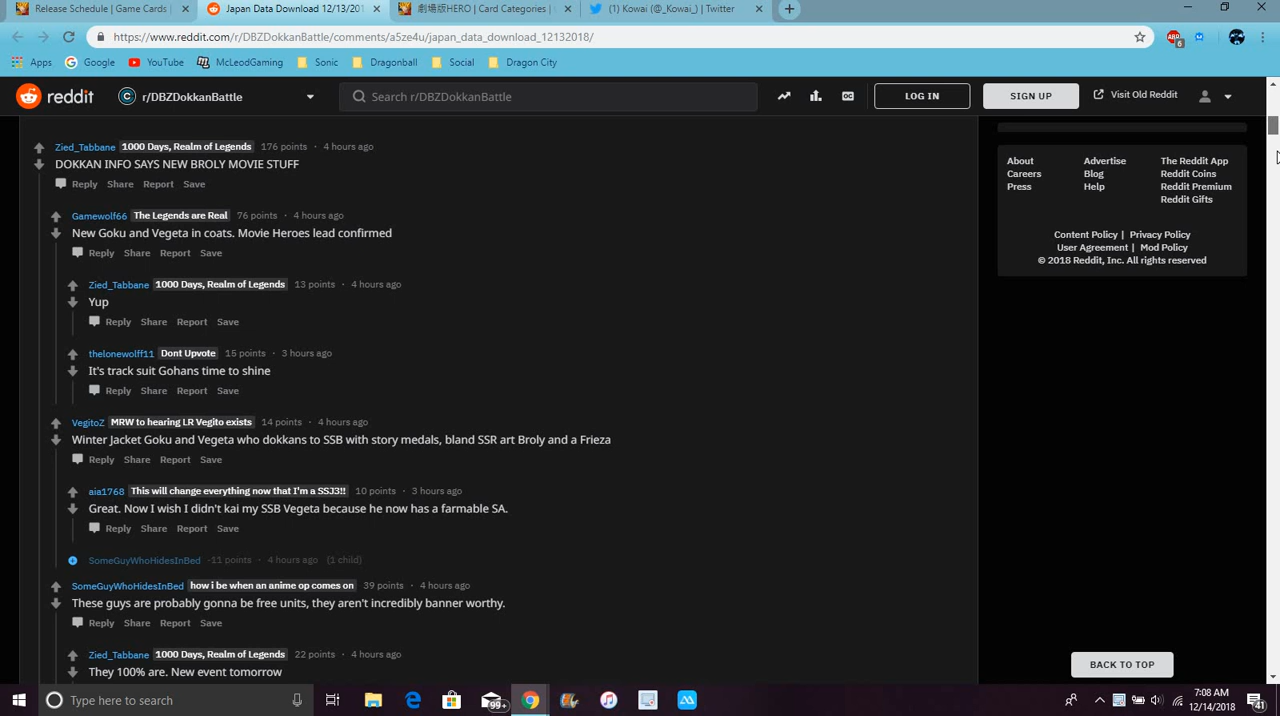 Release Schedule | Game Cards |
Japan Data Download 12/13/201
劇場版HERO | Card Categories |
(1) Kowai (@_Kowai_) | Twitter
https://www.reddit.com/r/DBZDokkanBattle/comments/a5ze4u/japan_data_download_12132018/
6
Apps Google YouTube McLeodGaming Sonic Dragonball Social Dragon City
reddit r/DBZDokkanBattle Search r/DBZDokkanBattle LOG IN SIGN UP Visit Old Reddit
Zied_Tabbane 1000 Days, Realm of Legends 176 points · 4 hours ago
DOKKAN INFO SAYS NEW BROLY MOVIE STUFF
Reply Share Report Save
Gamewolf66 The Legends are Real 76 points · 4 hours ago
New Goku and Vegeta in coats. Movie Heroes lead confirmed
Reply Share Report Save
Zied_Tabbane 1000 Days, Realm of Legends 13 points · 4 hours ago
Yup
Reply Share Report Save
thelonewolff11 Dont Upvote 15 points · 3 hours ago
It's track suit Gohans time to shine
Reply Share Report Save
VegitoZ MRW to hearing LR Vegito exists 14 points · 4 hours ago
Winter Jacket Goku and Vegeta who dokkans to SSB with story medals, bland SSR art Broly and a Frieza
Reply Share Report Save
aia1768 This will change everything now that I'm a SSJ3!! 10 points · 3 hours ago
Great. Now I wish I didn't kai my SSB Vegeta because he now has a farmable SA.
Reply Share Report Save
SomeGuyWhoHidesInBed -11 points · 4 hours ago (1 child)
SomeGuyWhoHidesInBed how i be when an anime op comes on 39 points · 4 hours ago
These guys are probably gonna be free units, they aren't incredibly banner worthy.
Reply Share Report Save
Zied_Tabbane 1000 Days, Realm of Legends 22 points · 4 hours ago
They 100% are. New event tomorrow
About Advertise The Reddit App
Careers Blog Reddit Coins
Press Help Reddit Premium
Reddit Gifts
Content Policy | Privacy Policy
User Agreement | Mod Policy
© 2018 Reddit, Inc. All rights reserved
BACK TO TOP
Type here to search
99+
7:08 AM
12/14/2018
41